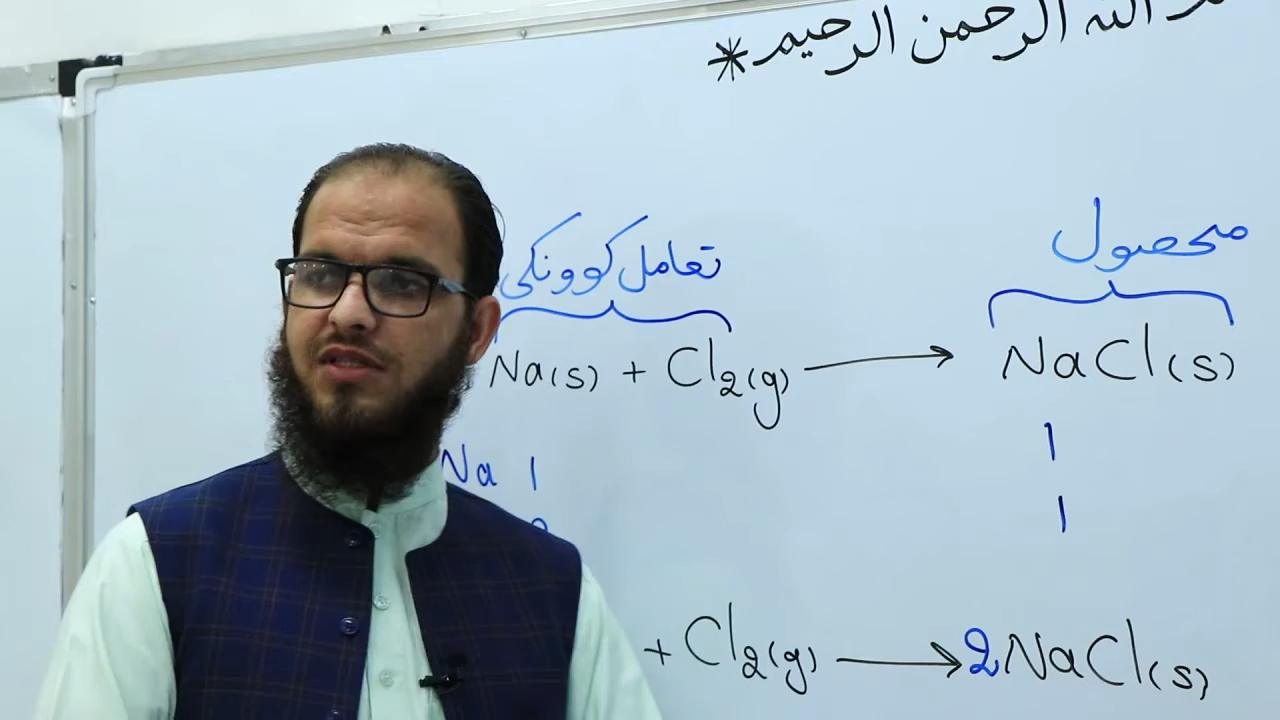 الله الرحمن الرحيم *
تعامل کوونکی محصول
Na(s) + Cl2(g) → NaCl(s)
Na 1 1
1
+ Cl2(g) → 2NaCl(s)